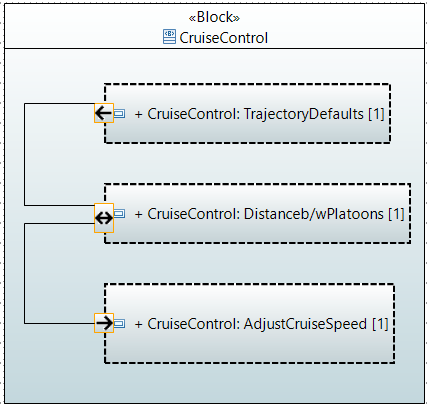 «Block»
CruiseControl
+ CruiseControl: TrajectoryDefaults [1]
+ CruiseControl: Distanceb/wPlatoons [1]
+ CruiseControl: AdjustCruiseSpeed [1]